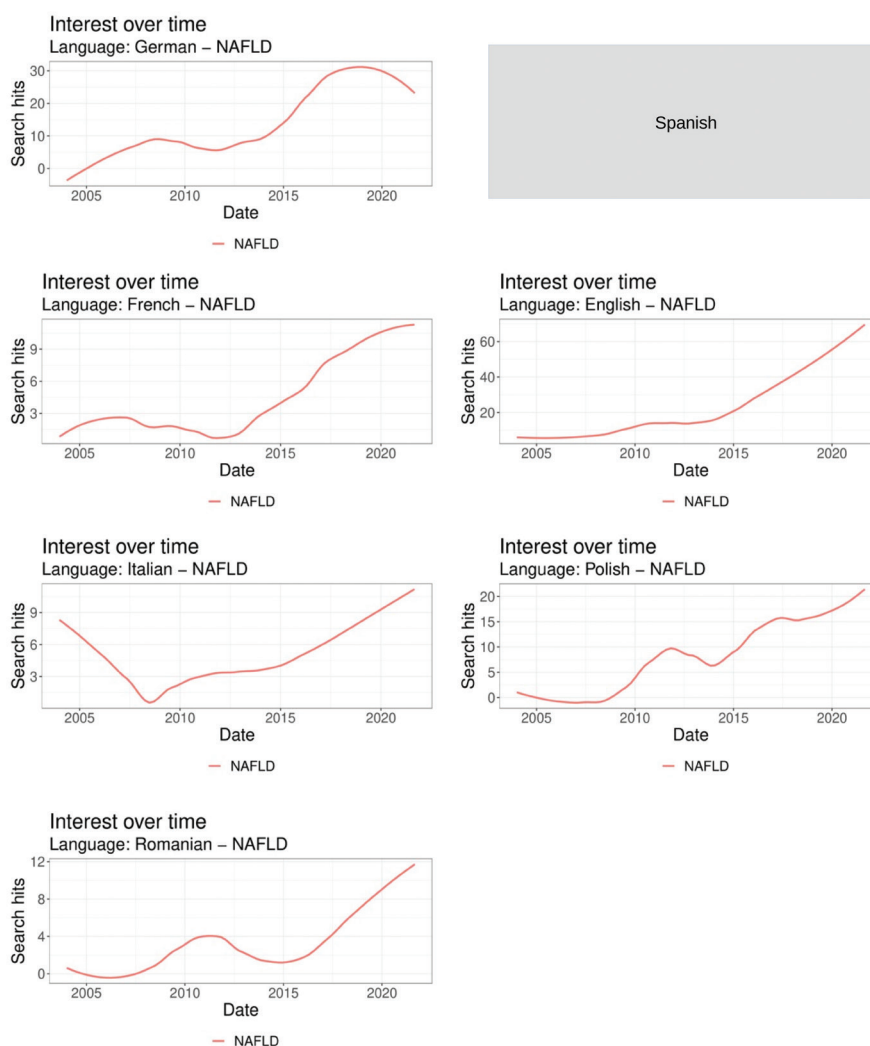 Interest over time
Language: German – NAFLD
Search hits
30
20
10
0
2005 2010 2015 2020
Date
NAFLD
Spanish
Interest over time
Language: French – NAFLD
Search hits
9
6
3
2005 2010 2015 2020
Date
NAFLD
Interest over time
Language: English – NAFLD
Search hits
60
40
20
2005 2010 2015 2020
Date
NAFLD
Interest over time
Language: Italian – NAFLD
Search hits
9
6
3
2005 2010 2015 2020
Date
NAFLD
Interest over time
Language: Polish – NAFLD
Search hits
20
15
10
5
0
2005 2010 2015 2020
Date
NAFLD
Interest over time
Language: Romanian – NAFLD
Search hits
12
8
4
0
2005 2010 2015 2020
Date
NAFLD